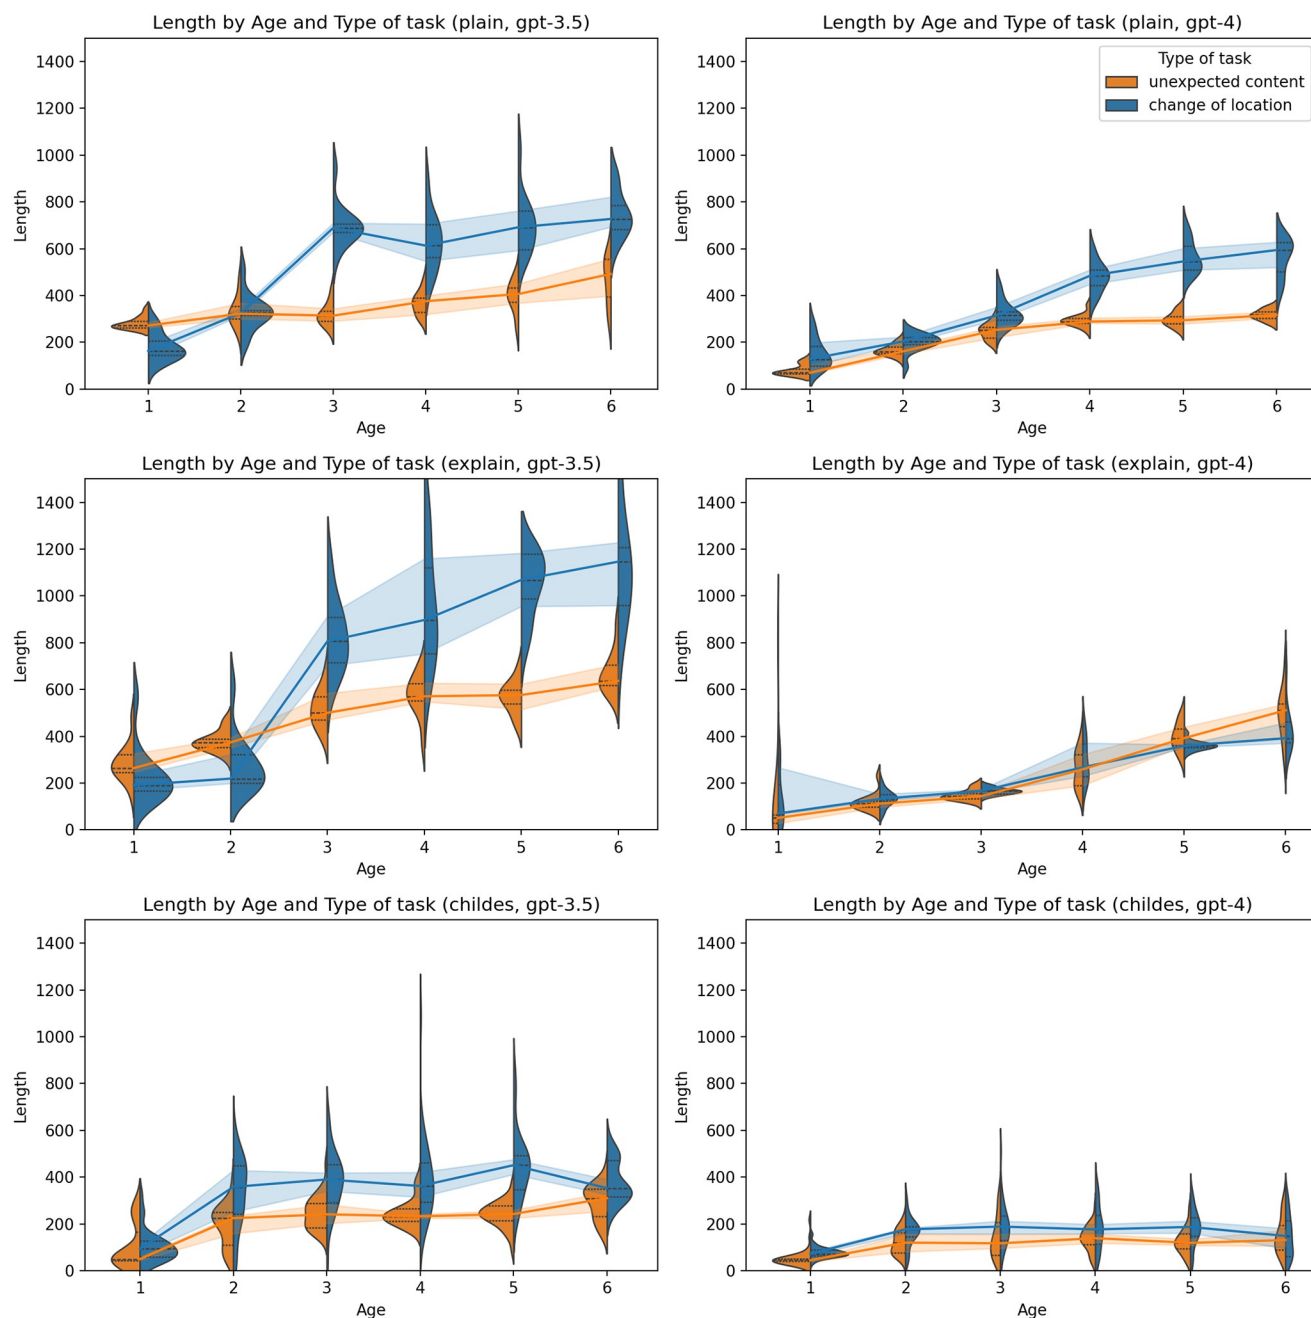 Length by Age and Type of task (plain, gpt-3.5)
1400
1200
1000
800
600
400
200
0
Length
1 2 3 4 5 6
Age
Length by Age and Type of task (plain, gpt-4)
Type of task
unexpected content
change of location
1400
1200
1000
800
600
400
200
0
Length
1 2 3 4 5 6
Age
Length by Age and Type of task (explain, gpt-3.5)
1400
1200
1000
800
600
400
200
0
Length
1 2 3 4 5 6
Age
Length by Age and Type of task (explain, gpt-4)
1400
1200
1000
800
600
400
200
0
Length
1 2 3 4 5 6
Age
Length by Age and Type of task (childes, gpt-3.5)
1400
1200
1000
800
600
400
200
0
Length
1 2 3 4 5 6
Age
Length by Age and Type of task (childes, gpt-4)
1400
1200
1000
800
600
400
200
0
Length
1 2 3 4 5 6
Age